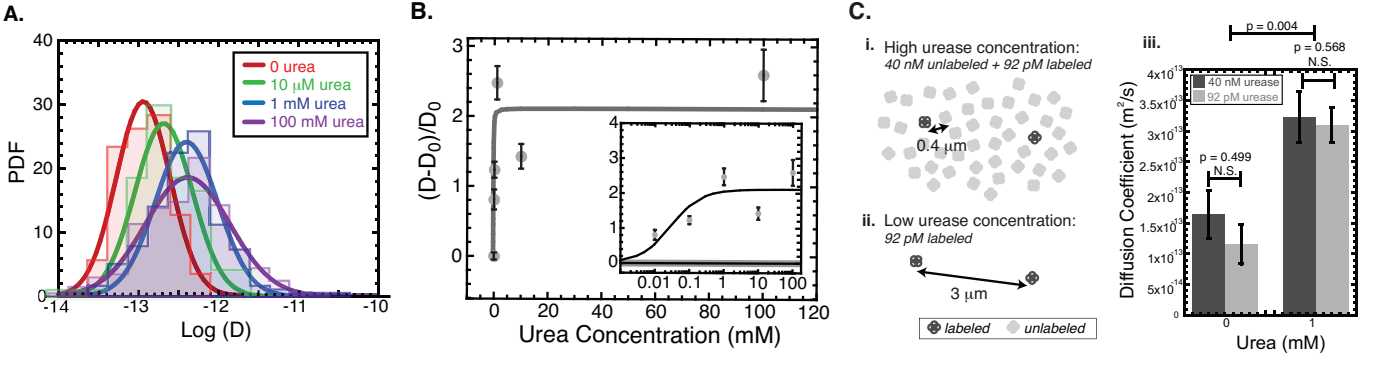 A.
40
30
20
10
0
PDF
-14
-13
-12
-11
-10
Log (D)
0 urea
10 μM urea
1 mM urea
100 mM urea
B.
3
2
1
0
(D-D0)/D0
0
20
40
60
80
100
120
Urea Concentration (mM)
4
3
2
1
0
0.01
0.1
1
10
100
C.
i.
High urease concentration:
40 nM unlabeled + 92 pM labeled
0.4 μm
ii.
Low urease concentration:
92 pM labeled
3 μm
labeled
unlabeled
iii.
p = 0.004
p = 0.568
N.S.
p = 0.499
N.S.
40 nM urease
92 pM urease
4x10-13
3.5x10-13
3x10-13
2.5x10-13
2x10-13
1.5x10-13
1x10-13
5x10-14
0
Diffusion Coefficient (m2/s)
0
1
Urea (mM)